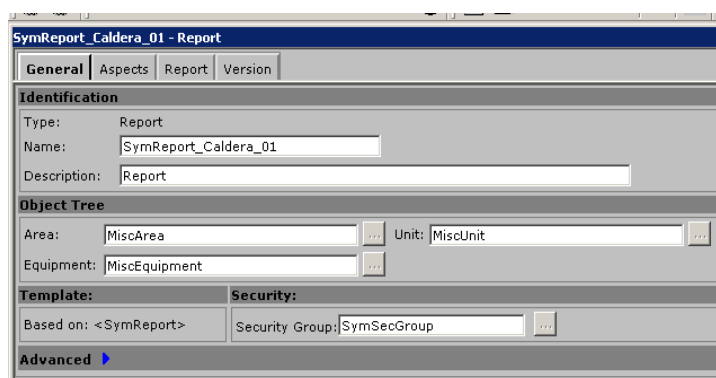 SymReport_Caldera_01 - Report
General Aspects Report Version
Identification
Type: Report
Name: SymReport_Caldera_01
Description: Report
Object Tree
Area: MiscArea ... Unit: MiscUnit ...
Equipment: MiscEquipment ...
Template: Security:
Based on: <SymReport> Security Group: SymSecGroup ...
Advanced